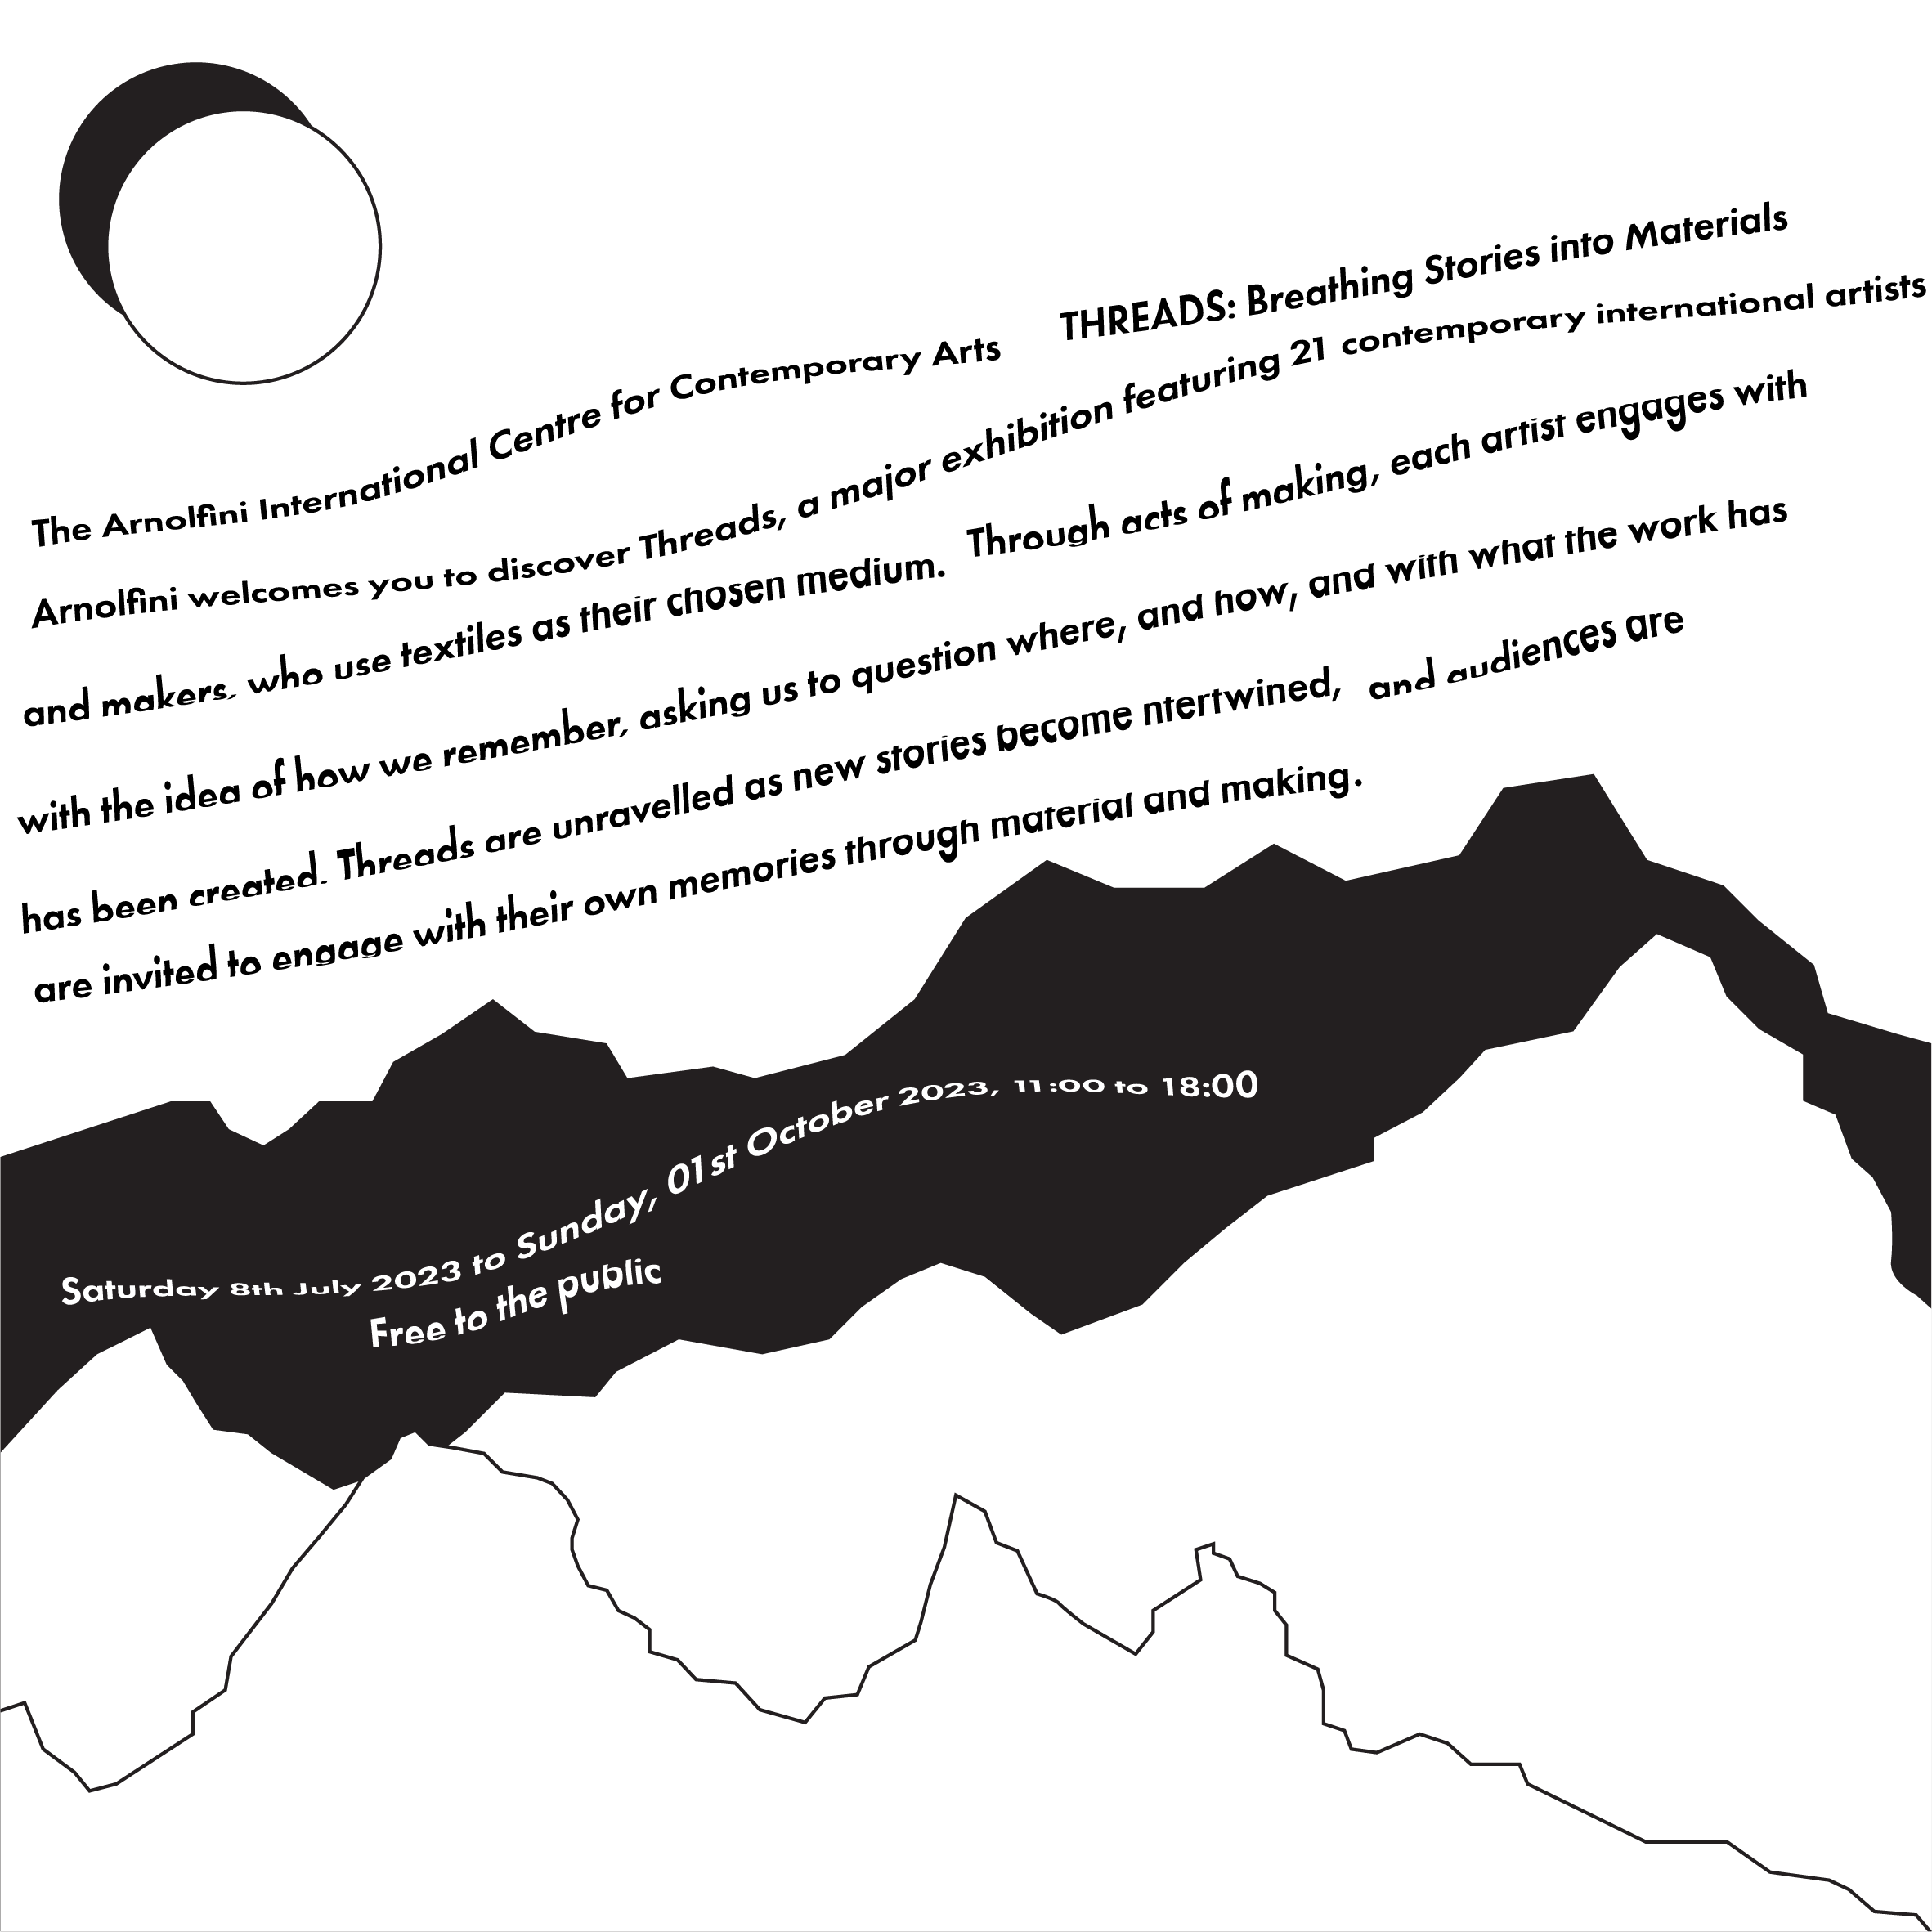 The Arnolfini International Centre for Contemporary Arts THREADS: Breathing Stories into Materials
Arnolfini welcomes you to discover Threads, a major exhibition featuring 21 contemporary international artists
and makers, who use textiles as their chosen medium. Through acts of making, each artist engages with
with the idea of how we remember, asking us to question where, and how, and with what the work has
has been created. Threads are unravelled as new stories become ntertwined, and audiences are
are invited to engage with their own memories through material and making.
Saturday 8th July 2023 to Sunday, 01st October 2023, 11:00 to 18:00
Free to the public